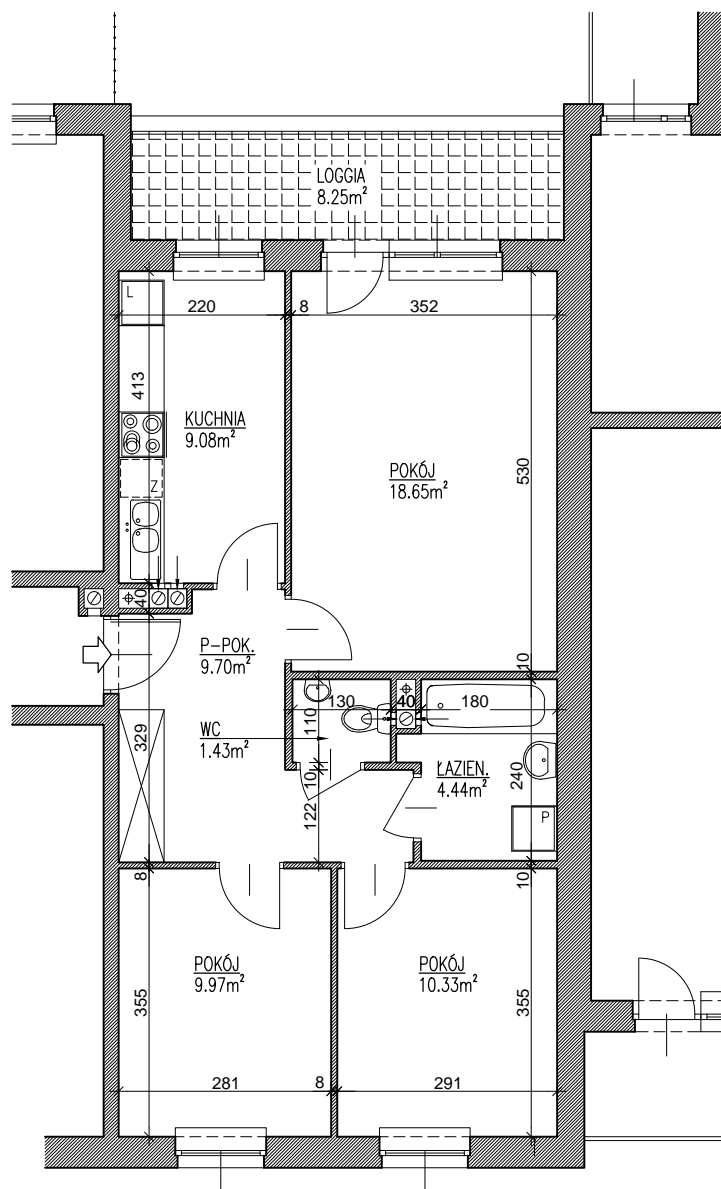 LOGGIA
8.25m²
L
220
8
352
413
KUCHNIA
9.08m²
POKÓJ
18.65m²
530
Z
40
P-POK.
9.70m²
10
130
40
180
110
329
WC
1.43m²
ŁAZIEN.
4.44m²
240
10
122
P
8
10
POKÓJ
9.97m²
POKÓJ
10.33m²
355
355
281
8
291